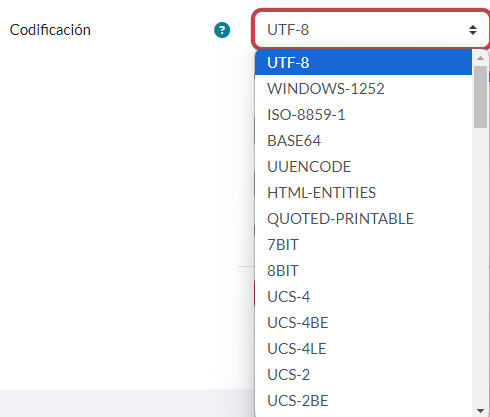 Codificación ? UTF-8
UTF-8
WINDOWS-1252
ISO-8859-1
BASE64
UUENCODE
HTML-ENTITIES
QUOTED-PRINTABLE
7BIT
8BIT
UCS-4
UCS-4BE
UCS-4LE
UCS-2
UCS-2BE